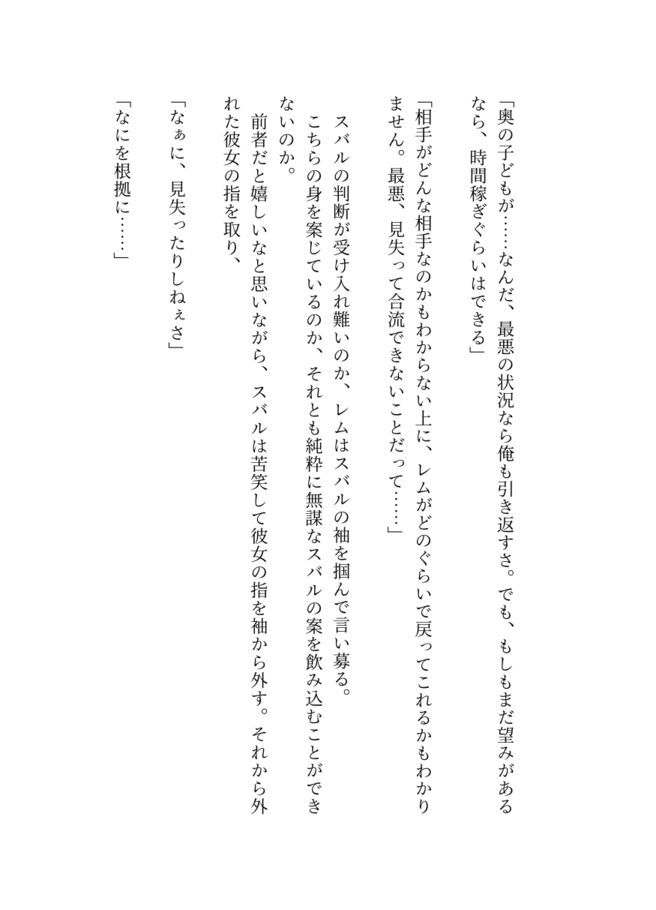 「奥の子どもが……なんだ、最悪の状況なら俺も引き返すさ。でも、もしもまだ望みがある
なら、時間稼ぎぐらいはできる」
「相手がどんな相手なのかもわからない上に、レムがどのぐらいで戻ってこれるかもわかり
ません。最悪、見失って合流できないことだって……」
スバルの判断が受け入れ難いのか、レムはスバルの袖を掴んで言い募る。
こちらの身を案じているのか、それとも純粋に無謀なスバルの案を飲み込むことができ
ないのか。
前者だと嬉しいなと思いながら、スバルは苦笑して彼女の指を袖から外す。それから外
れた彼女の指を取り、
「なぁに、見失ったりしねぇさ」
「なにを根拠に……」